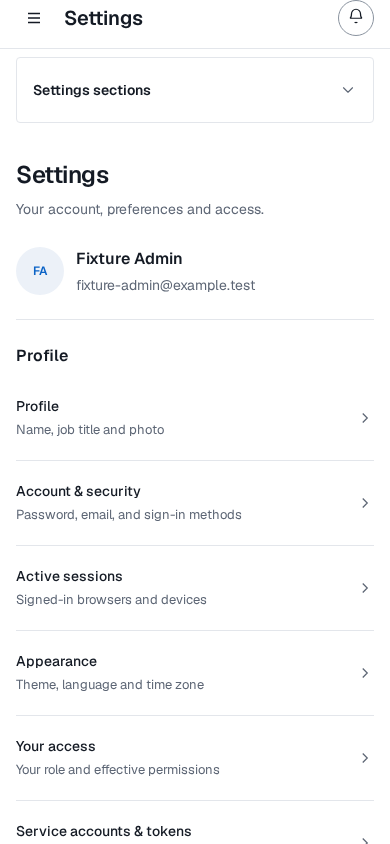 Settings
Settings sections
Settings
Your account, preferences and access.
FA
Fixture Admin
fixture-admin@example.test
Profile
Profile
Name, job title and photo
Account & security
Password, email, and sign-in methods
Active sessions
Signed-in browsers and devices
Appearance
Theme, language and time zone
Your access
Your role and effective permissions
Service accounts & tokens